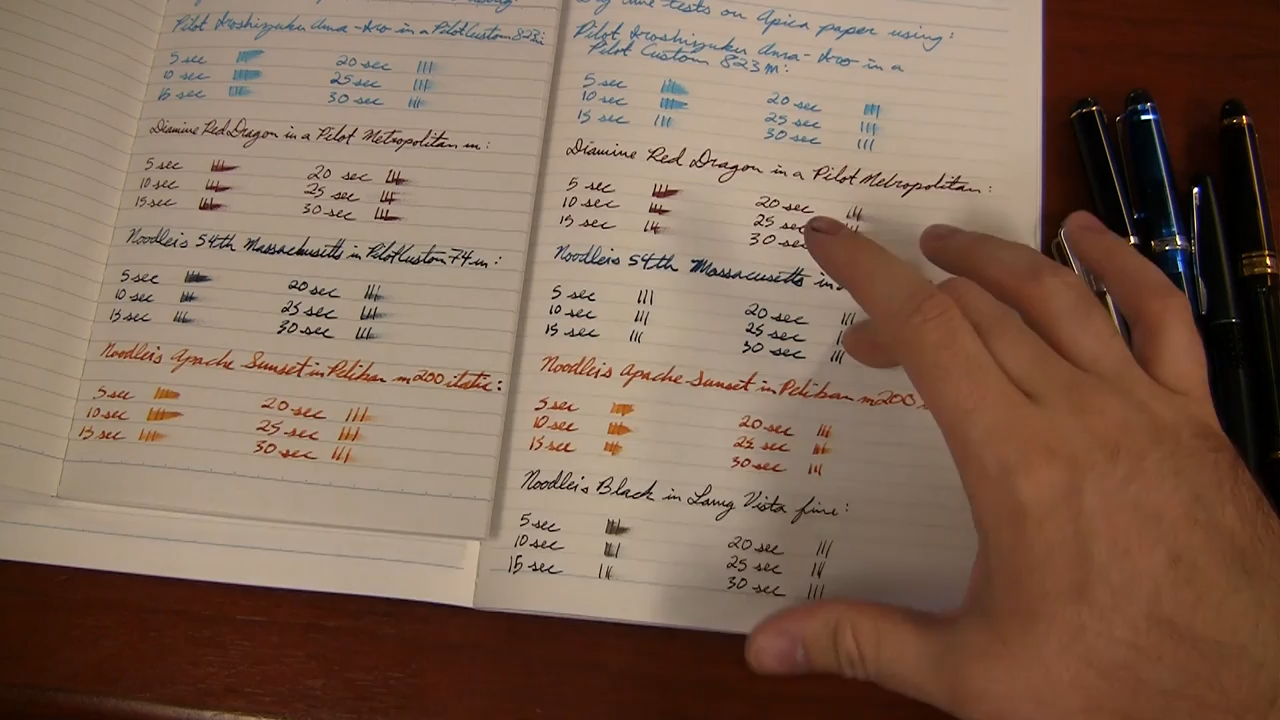 Pilot Iroshizuku Ama-Iro in a Pilot Custom 823
5 sec 20 sec
10 sec 25 sec
15 sec 30 sec
Diamine Red Dragon in a Pilot Metropolitan m:
5 sec 20 sec
10 sec 25 sec
15 sec 30 sec
Noodler's 54th Massachusetts in Pilot Custom 74 m:
5 sec 20 sec
10 sec 25 sec
15 sec 30 sec
Noodler's Apache Sunset in Pelikan m200 italic:
5 sec 20 sec
10 sec 25 sec
15 sec 30 sec
Dry time tests on Apica paper using:
Pilot Iroshizuku Ama-Iro in a
Pilot Custom 823 m:
5 sec 20 sec
10 sec 25 sec
15 sec 30 sec
Diamine Red Dragon in a Pilot Metropolitan:
5 sec 20 sec
10 sec 25 sec
15 sec 30 sec
Noodler's 54th Massacusetts in
5 sec 20 sec
10 sec 25 sec
15 sec 30 sec
Noodler's Apache Sunset in Pelikan m200
5 sec 20 sec
10 sec 25 sec
15 sec 30 sec
Noodler's Black in Lamy Vista fine:
5 sec 20 sec
10 sec 25 sec
15 sec 30 sec